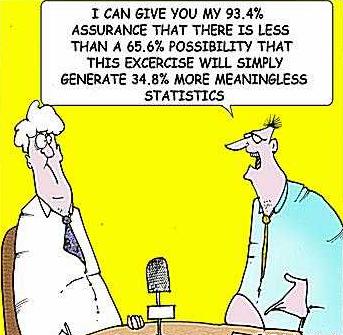 I CAN GIVE YOU MY 93.4%
ASSURANCE THAT THERE IS LESS
THAN A 65.6% POSSIBILITY THAT
THIS EXCERCISE WILL SIMPLY
GENERATE 34.8% MORE MEANINGLESS
STATISTICS